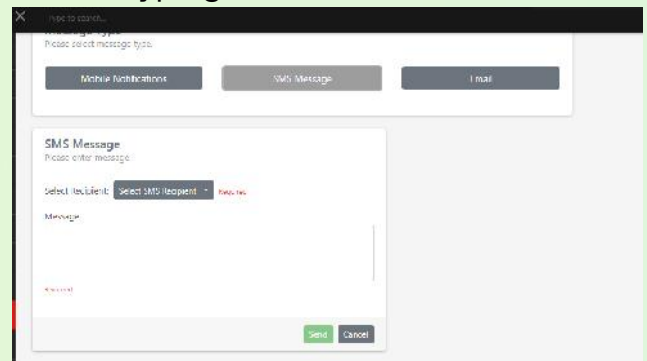 Type to search...
Message Type
Please select message type.
Mobile Notifications
SMS Message
Email
SMS Message
Please enter message
Select Recipient:
Select SMS Recipient
Required
Message
Required
Send
Cancel